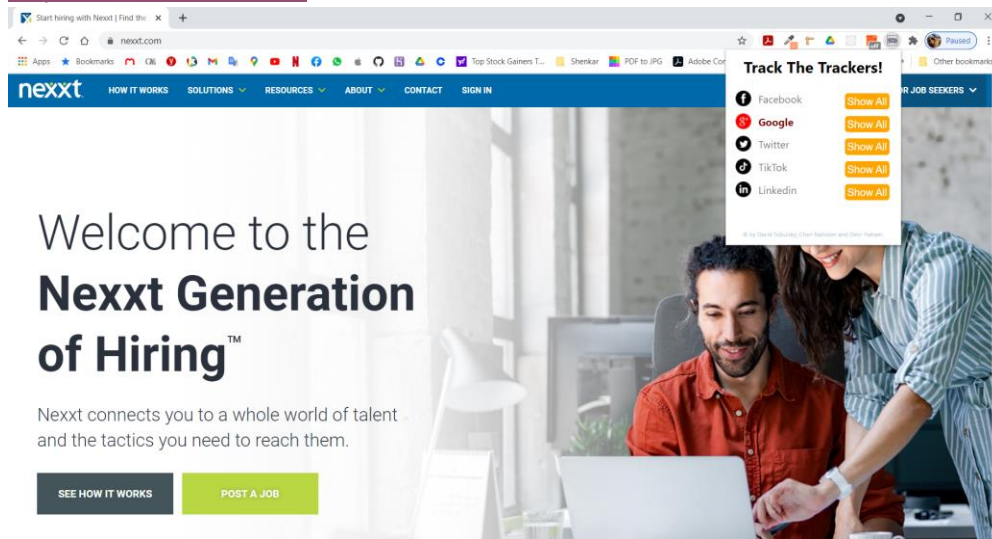 Start hiring with Nexxt | Find the
nexxt.com
Paused
Apps
Bookmarks
Top Stock Gainers T...
Shenkar
PDF to JPG
Adobe Cor
Other bookmarks
nexxt
HOW IT WORKS
SOLUTIONS
RESOURCES
ABOUT
CONTACT
SIGN IN
OR JOB SEEKERS
Track The Trackers!
Facebook Show All
Google Show All
Twitter Show All
TikTok Show All
Linkedin Show All
Welcome to the
Nexxt Generation
of Hiring™
Nexxt connects you to a whole world of talent
and the tactics you need to reach them.
SEE HOW IT WORKS
POST A JOB